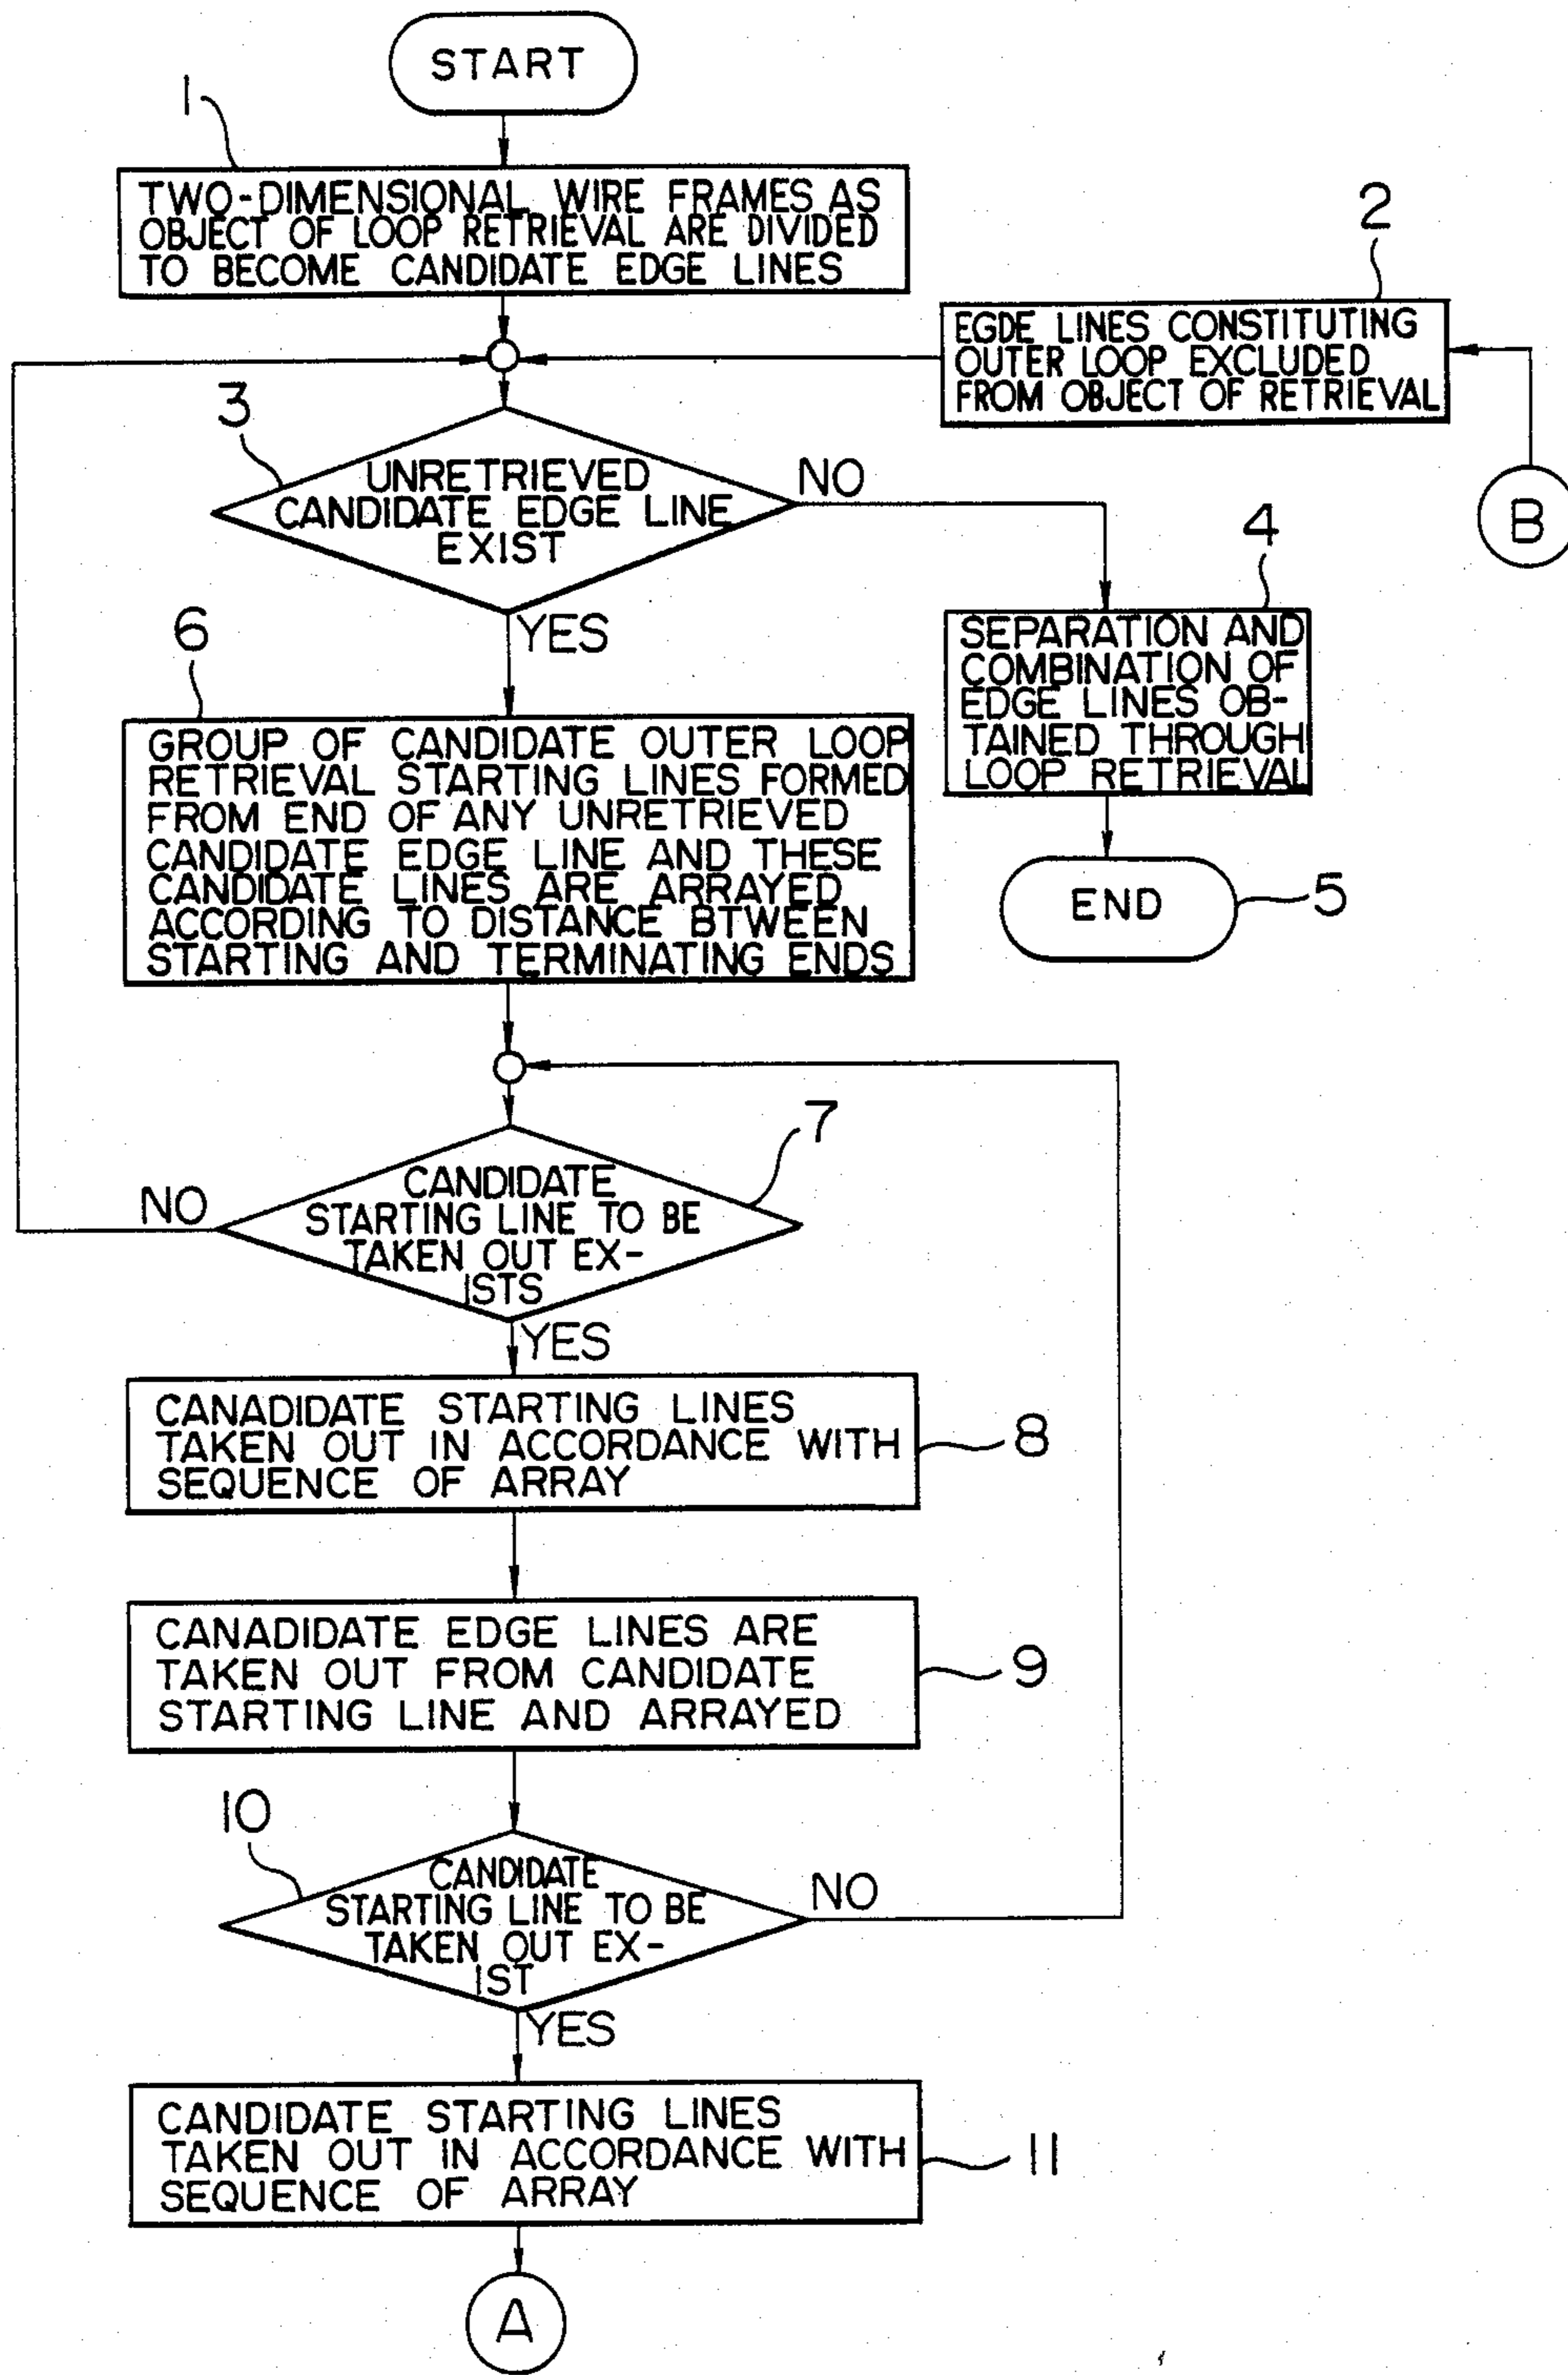 START
1
TWO-DIMENSIONAL WIRE FRAMES AS
OBJECT OF LOOP RETRIEVAL ARE DIVIDED
TO BECOME CANDIDATE EDGE LINES
2
EGDE LINES CONSTITUTING
OUTER LOOP EXCLUDED
FROM OBJECT OF RETRIEVAL
B
3
UNRETRIEVED
CANDIDATE EDGE LINE
EXIST
NO
YES
4
SEPARATION AND
COMBINATION OF
EDGE LINES OB-
TAINED THROUGH
LOOP RETRIEVAL
END
5
6
GROUP OF CANDIDATE OUTER LOOP
RETRIEVAL STARTING LINES FORMED
FROM END OF ANY UNRETRIEVED
CANDIDATE EDGE LINE AND THESE
CANDIDATE LINES ARE ARRAYED
ACCORDING TO DISTANCE BTWEEN
STARTING AND TERMINATING ENDS
7
CANDIDATE
STARTING LINE TO BE
TAKEN OUT EX-
ISTS
NO
YES
CANADIDATE STARTING LINES
TAKEN OUT IN ACCORDANCE WITH
SEQUENCE OF ARRAY
8
CANADIDATE EDGE LINES ARE
TAKEN OUT FROM CANDIDATE
STARTING LINE AND ARRAYED
9
10
CANDIDATE
STARTING LINE TO BE
TAKEN OUT EX-
IST
NO
YES
CANDIDATE STARTING LINES
TAKEN OUT IN ACCORDANCE WITH
SEQUENCE OF ARRAY
11
A